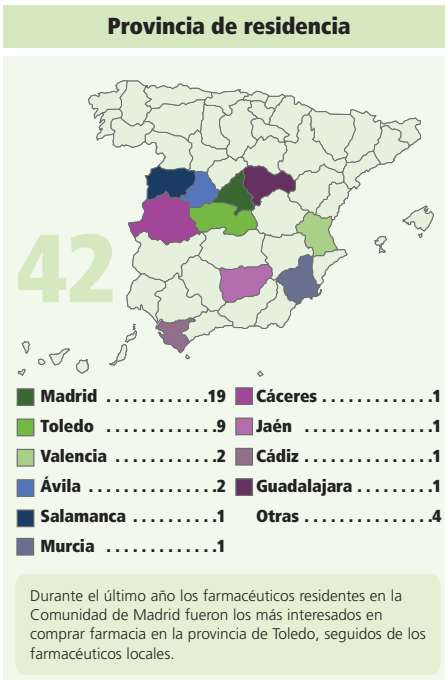 Provincia de residencia
42
Madrid . . . . . . . . . . . .19
Toledo . . . . . . . . . . . . .9
Valencia . . . . . . . . . . . .2
Ávila . . . . . . . . . . . . . . .2
Salamanca . . . . . . . . . .1
Murcia . . . . . . . . . . . . .1
Cáceres . . . . . . . . . . . . .1
Jaén . . . . . . . . . . . . . .1
Cádiz . . . . . . . . . . . . . .1
Guadalajara . . . . . . . . .1
Otras . . . . . . . . . . . . . .4
Durante el último año los farmacéuticos residentes en la
Comunidad de Madrid fueron los más interesados en
comprar farmacia en la provincia de Toledo, seguidos de los
farmacéuticos locales.